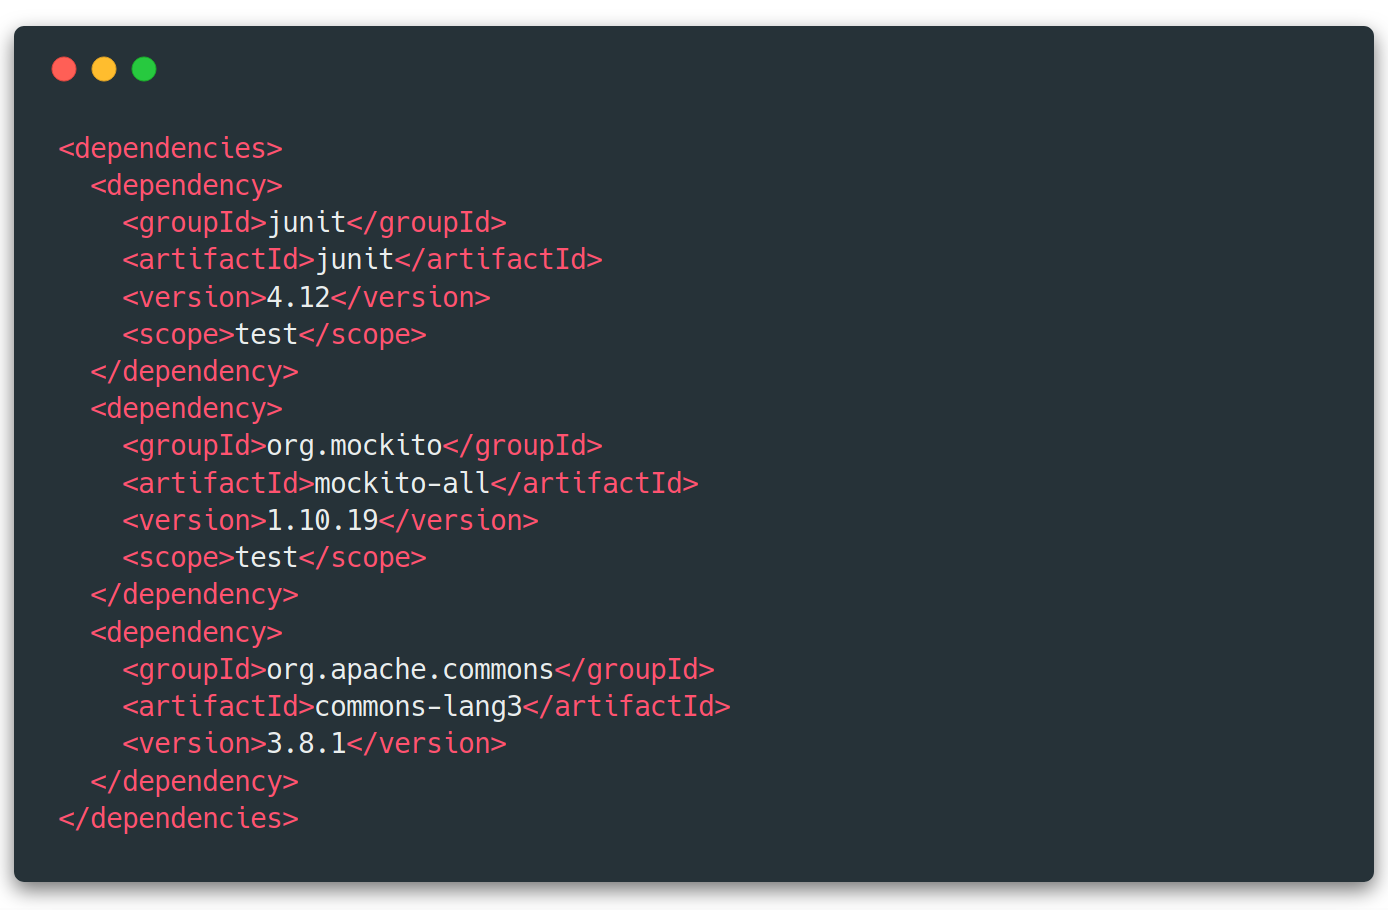 <dependencies>
  <dependency>
    <groupId>junit</groupId>
    <artifactId>junit</artifactId>
    <version>4.12</version>
    <scope>test</scope>
  </dependency>
  <dependency>
    <groupId>org.mockito</groupId>
    <artifactId>mockito-all</artifactId>
    <version>1.10.19</version>
    <scope>test</scope>
  </dependency>
  <dependency>
    <groupId>org.apache.commons</groupId>
    <artifactId>commons-lang3</artifactId>
    <version>3.8.1</version>
  </dependency>
</dependencies>